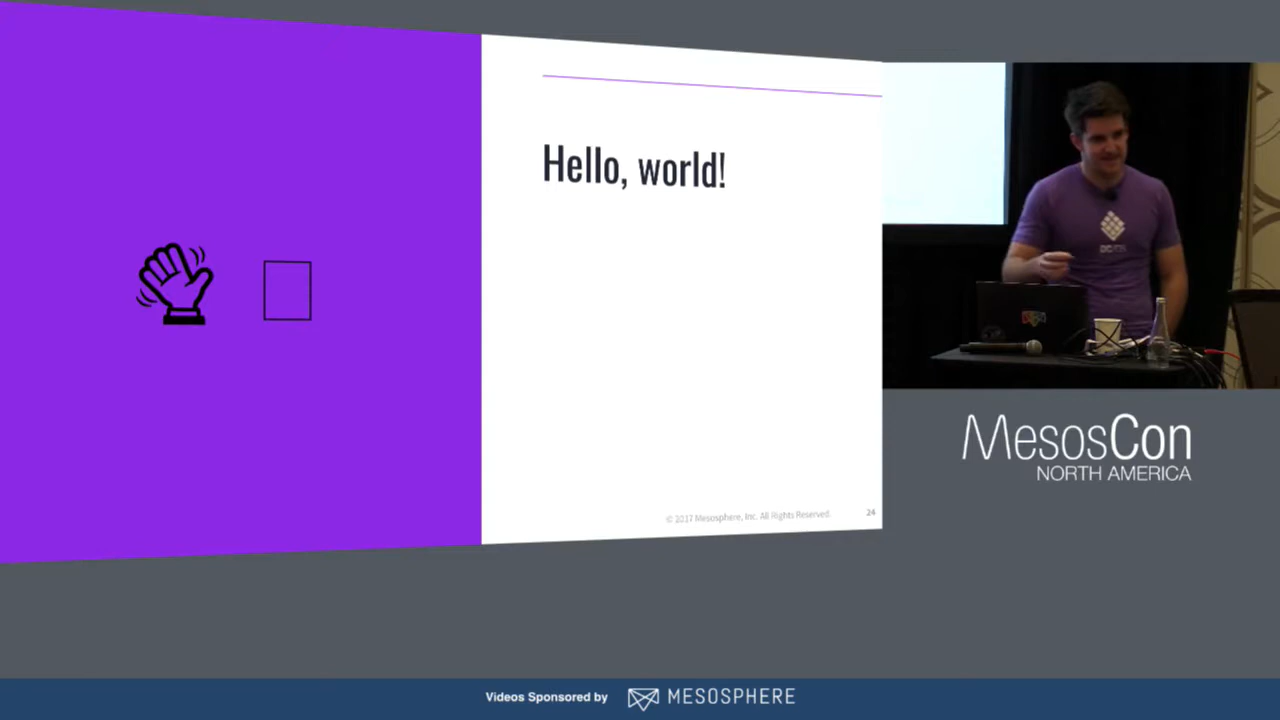 Hello, world!
© 2017 Mesosphere, Inc. All Rights Reserved.
24
MesosCon
NORTH AMERICA
Videos Sponsored by MESOSPHERE